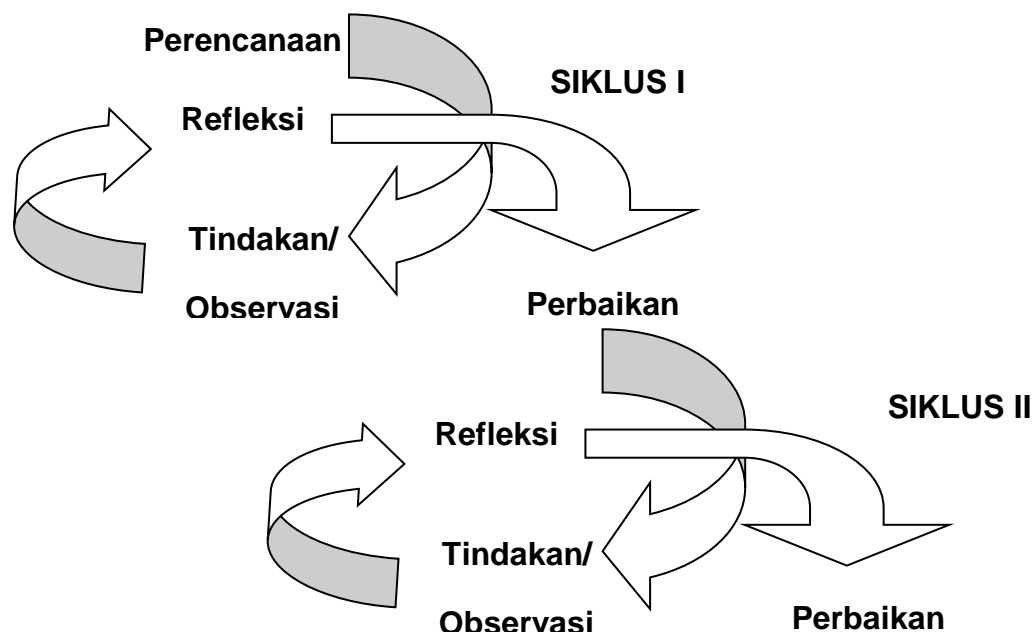 Perencanaan
SIKLUS I
Refleksi
Tindakan/
Observasi
Perbaikan
SIKLUS II
Refleksi
Tindakan/
Observasi
Perbaikan